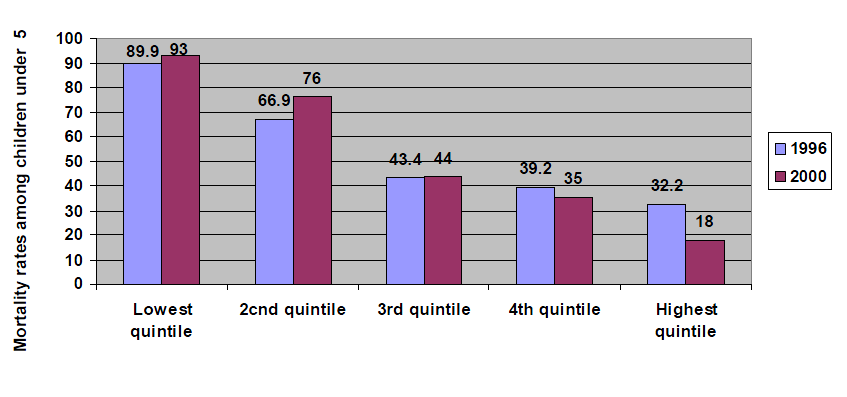 Mortality rates among children under 5
100
90
80
70
60
50
40
30
20
10
0
89.9 93
66.9 76
43.4 44
39.2 35
32.2 18
Lowest
quintile
2cnd quintile
3rd quintile
4th quintile
Highest
quintile
1996
2000